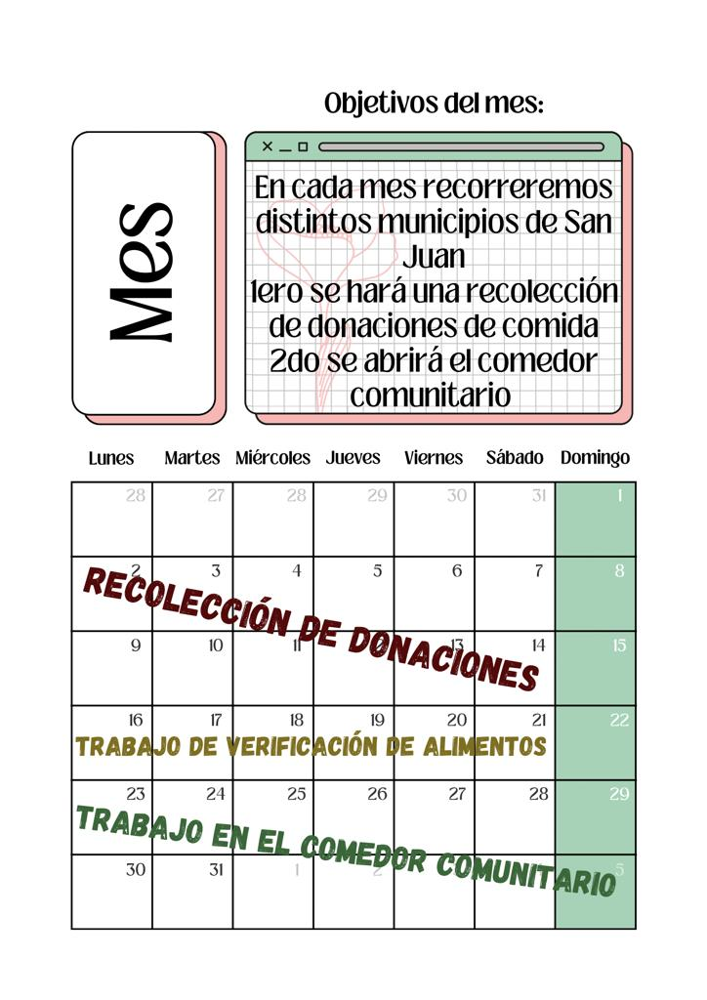 Objetivos del mes:
Mes
En cada mes recorreremos
distintos municipios de San
Juan
1ero se hará una recolección
de donaciones de comida
2do se abrirá el comedor
comunitario
Lunes Martes Miércoles Jueves Viernes Sábado Domingo
28 27 28 29 30 31 1
2 3 4 5 6 7 8
RECOLECCIÓN DE DONACIONES
9 10 11 12 13 14 15
16 17 18 19 20 21 22
TRABAJO DE VERIFICACIÓN DE ALIMENTOS
23 24 25 26 27 28 29
TRABAJO EN EL COMEDOR COMUNITARIO
30 31 1 2 5